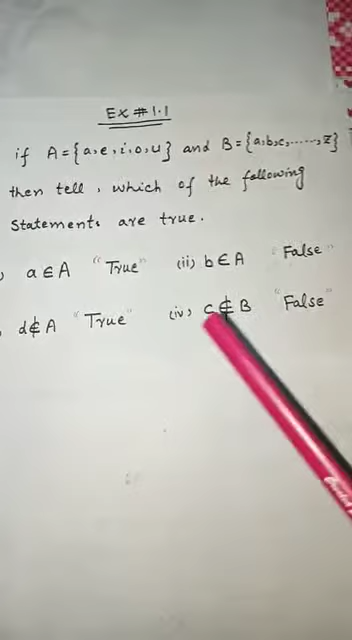 Ex # 1.1
if A={a,e,i,o,u} and B={a,b,c,......,z}
then tell, which of the following
Statements are true.
a∈A "True" (ii) b∈A "False"
d∉A "True" (iv) c∉B "False"